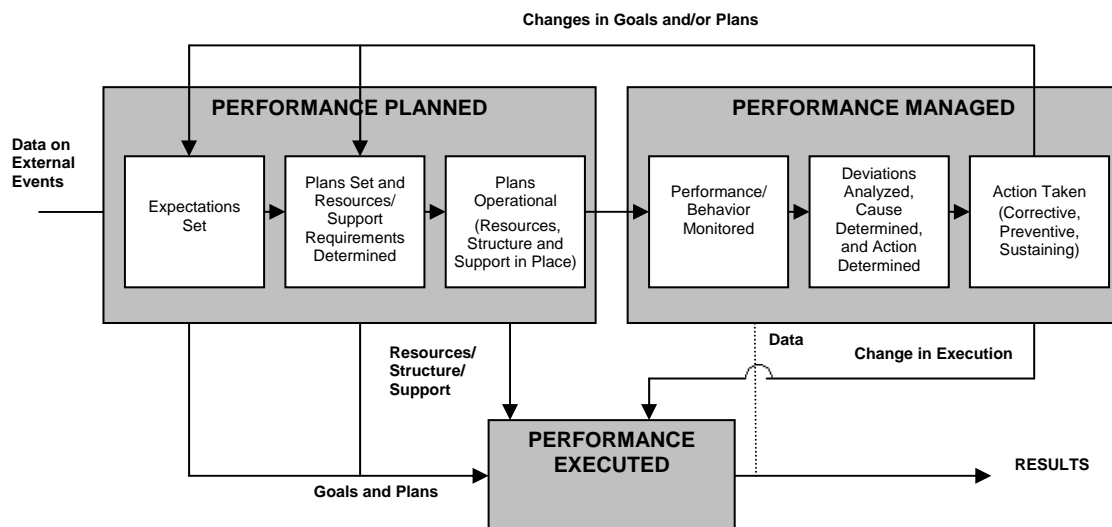 Changes in Goals and/or Plans
PERFORMANCE PLANNED
PERFORMANCE MANAGED
Data on
External
Events
Expectations
Set
Plans Set and
Resources/
Support
Requirements
Determined
Plans
Operational
(Resources,
Structure and
Support in Place)
Performance/
Behavior
Monitored
Deviations
Analyzed,
Cause
Determined,
and Action
Determined
Action Taken
(Corrective,
Preventive,
Sustaining)
Resources/
Structure/
Support
Data
Change in Execution
PERFORMANCE
EXECUTED
Goals and Plans
RESULTS